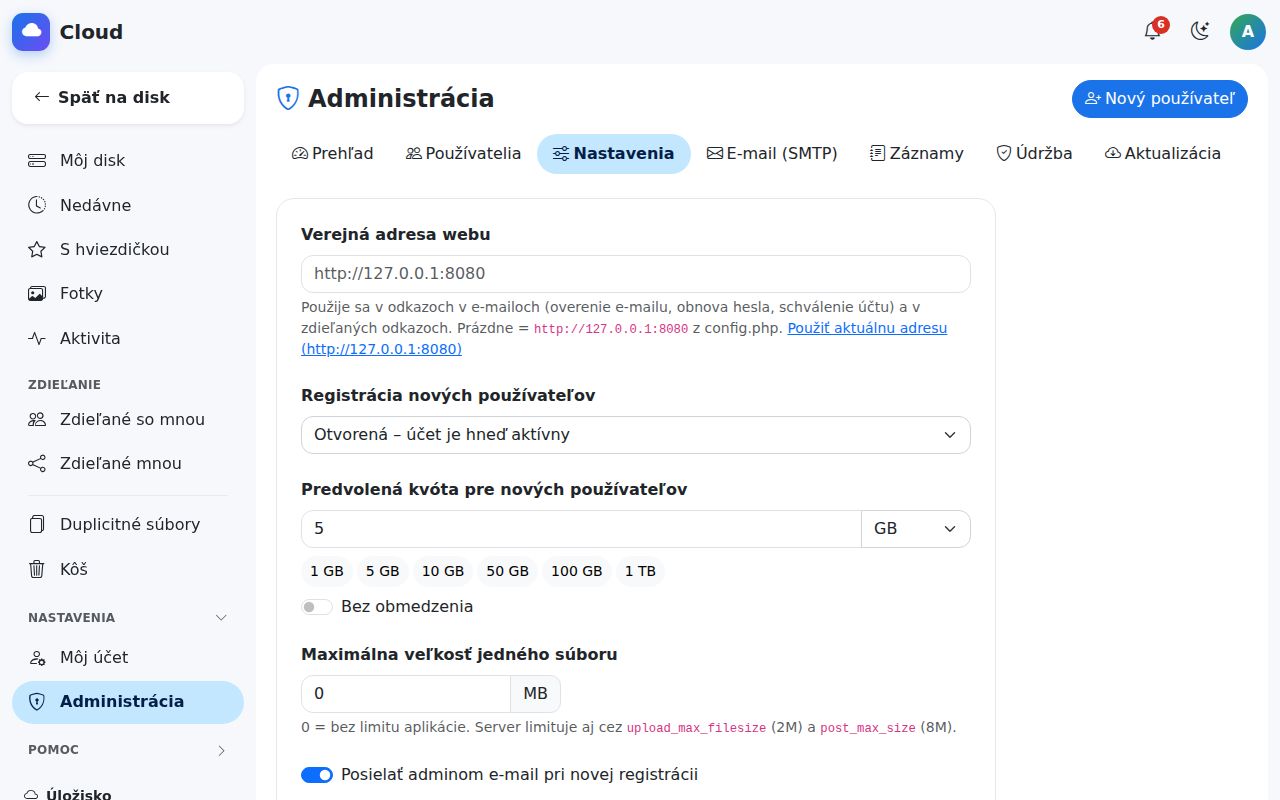 Cloud
6
A
Späť na disk
Môj disk
Nedávne
S hviezdičkou
Fotky
Aktivita
ZDIEĽANIE
Zdieľané so mnou
Zdieľané mnou
Duplicitné súbory
Kôš
NASTAVENIA
Môj účet
Administrácia
POMOC
Úložisko
Administrácia
Nový používateľ
Prehľad
Používatelia
Nastavenia
E-mail (SMTP)
Záznamy
Údržba
Aktualizácia
Verejná adresa webu
http://127.0.0.1:8080
Použije sa v odkazoch v e-mailoch (overenie e-mailu, obnova hesla, schválenie účtu) a v
zdieľaných odkazoch. Prázdne = http://127.0.0.1:8080 z config.php. Použiť aktuálnu adresu
(http://127.0.0.1:8080)
Registrácia nových používateľov
Otvorená – účet je hneď aktívny
Predvolená kvóta pre nových používateľov
5
GB
1 GB
5 GB
10 GB
50 GB
100 GB
1 TB
Bez obmedzenia
Maximálna veľkosť jedného súboru
0
MB
0 = bez limitu aplikácie. Server limituje aj cez upload_max_filesize (2M) a post_max_size (8M).
Posielať adminom e-mail pri novej registrácii